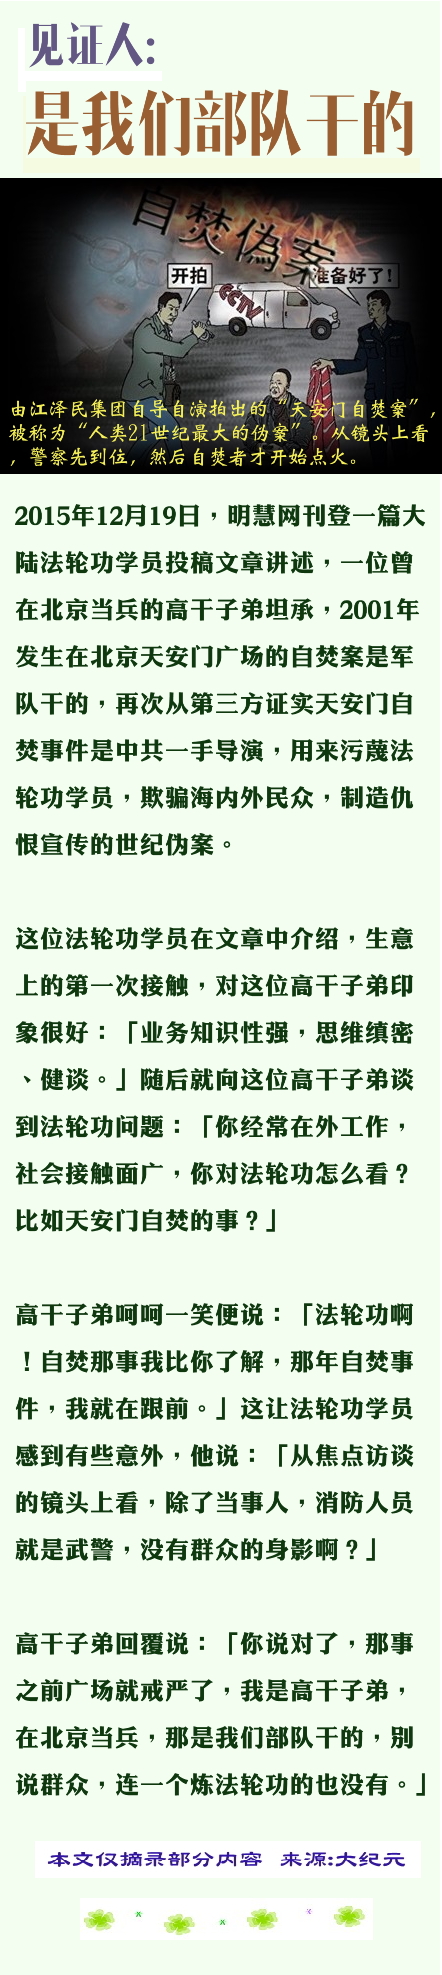 见证人:
是我们部队干的
自焚偽案
开拍
准备好了!
CCTV
由江泽民集团自导自演拍出的“天安门自焚案”,
被称为“人类21世纪最大的伪案”。从镜头上看
,警察先到位,然后自焚者才开始点火。
2015年12月19日，明慧网刊登一篇大
陆法轮功学员投稿文章讲述，一位曾
在北京当兵的高干子弟坦承，2001年
发生在北京天安门广场的自焚案是军
队干的，再次从第三方证实天安门自
焚事件是中共一手导演，用来污蔑法
轮功学员，欺骗海内外民众，制造仇
恨宣传的世纪伪案。
这位法轮功学员在文章中介绍，生意
上的第一次接触，对这位高干子弟印
象很好：「业务知识性强，思维缜密
、健谈。」随后就向这位高干子弟谈
到法轮功问题：「你经常在外工作，
社会接触面广，你对法轮功怎么看？
比如天安门自焚的事？」
高干子弟呵呵一笑便说：「法轮功啊
！自焚那事我比你了解，那年自焚事
件，我就在跟前。」这让法轮功学员
感到有些意外，他说：「从焦点访谈
的镜头上看，除了当事人，消防人员
就是武警，没有群众的身影啊？」
高干子弟回覆说：「你说对了，那事
之前广场就戒严了，我是高干子弟，
在北京当兵，那是我们部队干的，别
说群众，连一个炼法轮功的也没有。」
本文仅摘录部分内容 来源:大纪元